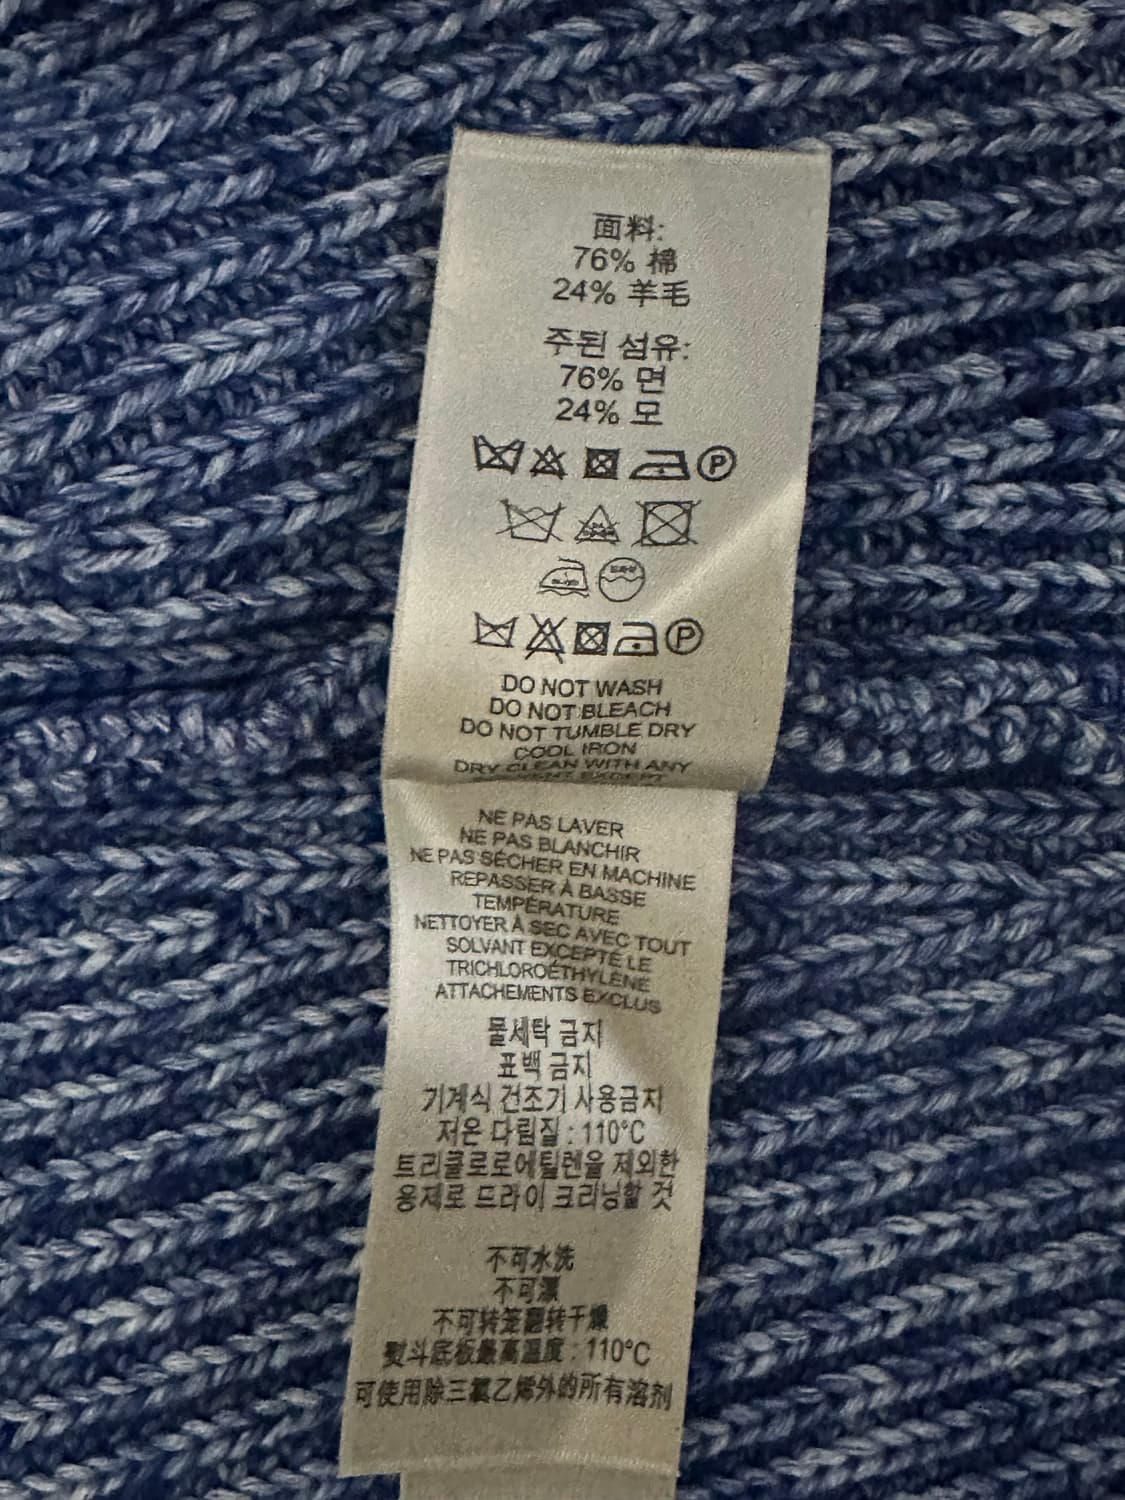 面料:
76% 棉
24% 羊毛
주된 섬유:
76% 면
24% 모
P
P
DO NOT WASH
DO NOT BLEACH
DO NOT TUMBLE DRY
COOL IRON
DRY CLEAN WITH ANY
EXCEPT
NE PAS LAVER
NE PAS BLANCHIR
NE PAS SÉCHER EN MACHINE
REPASSER À BASSE
TEMPÉRATURE
NETTOYER À SEC AVEC TOUT
SOLVANT EXCEPTÉ LE
TRICHLOROÉTHYLÈNE
ATTACHEMENTS EXCLUS
물세탁 금지
표백 금지
기계식 건조기 사용금지
저온 다림질 : 110°C
트리클로로에틸렌을 제외한
용제로 드라이 크리닝할 것
不可水洗
不可漂
不可转笼翻转干燥
熨斗底板最高温度 : 110°C
可使用除三氯乙烯外的所有溶剂